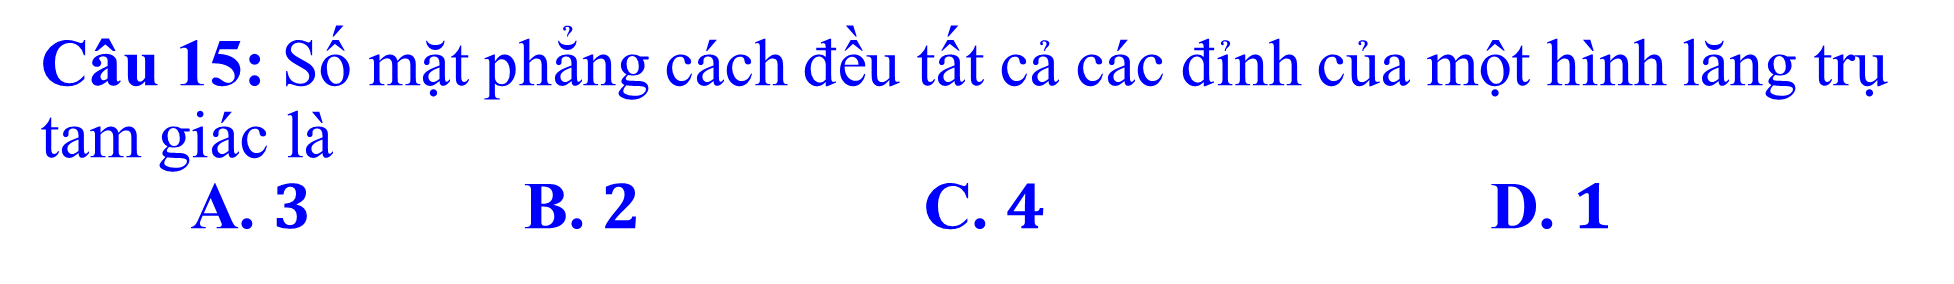 Câu 15: Số mặt phẳng cách đều tất cả các đỉnh của một hình lăng trụ
tam giác là
A. 3 B. 2 C. 4 D. 1